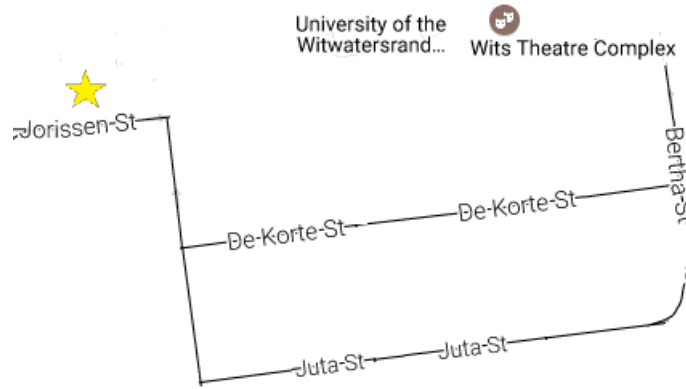 University of the
Witwatersrand...
Wits Theatre Complex
Jorissen-St
Bertha-St
De-Korte-St
De-Korte-St
Juta-St
Juta-St